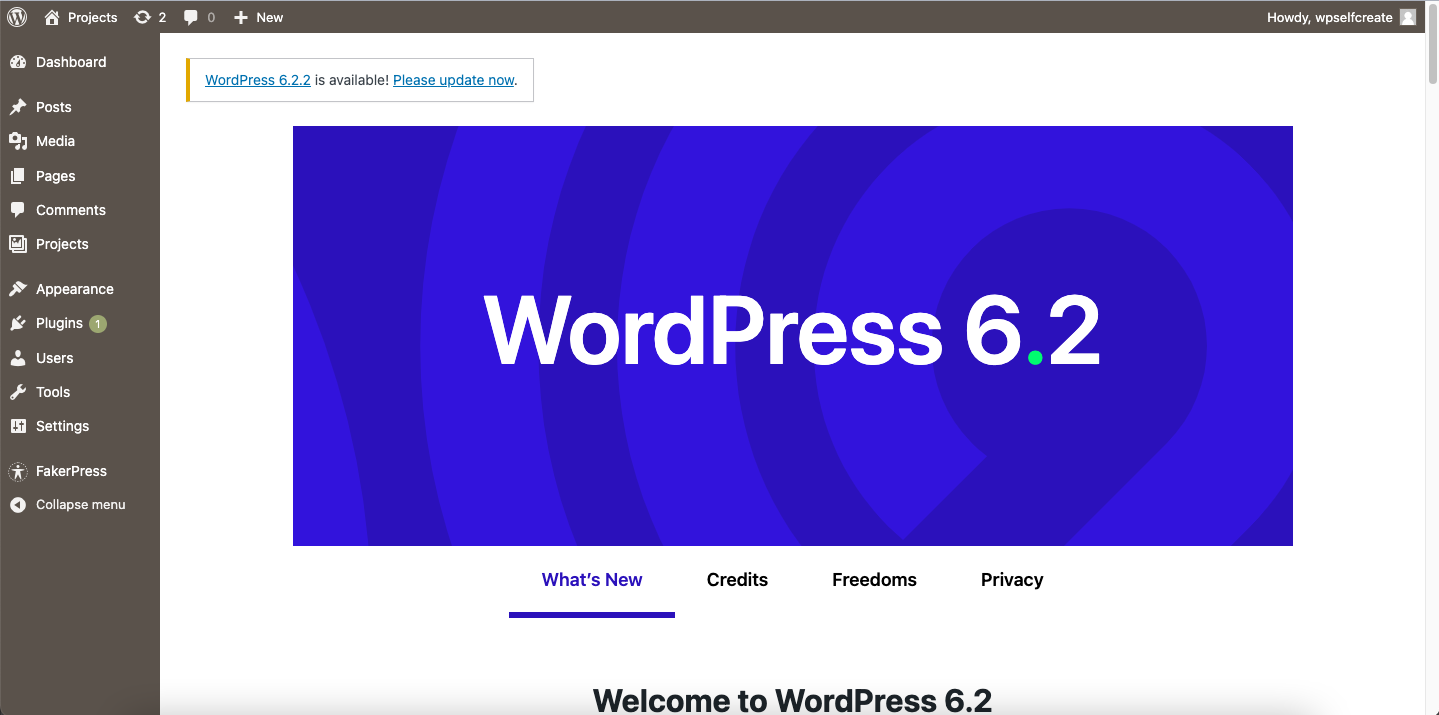 Projects 2 0 New Howdy, wpselfcreate
Dashboard
Posts
Media
Pages
Comments
Projects
Appearance
Plugins 1
Users
Tools
Settings
FakerPress
Collapse menu
WordPress 6.2.2 is available! Please update now.
WordPress 6.2
What’s New Credits Freedoms Privacy
Welcome to WordPress 6.2